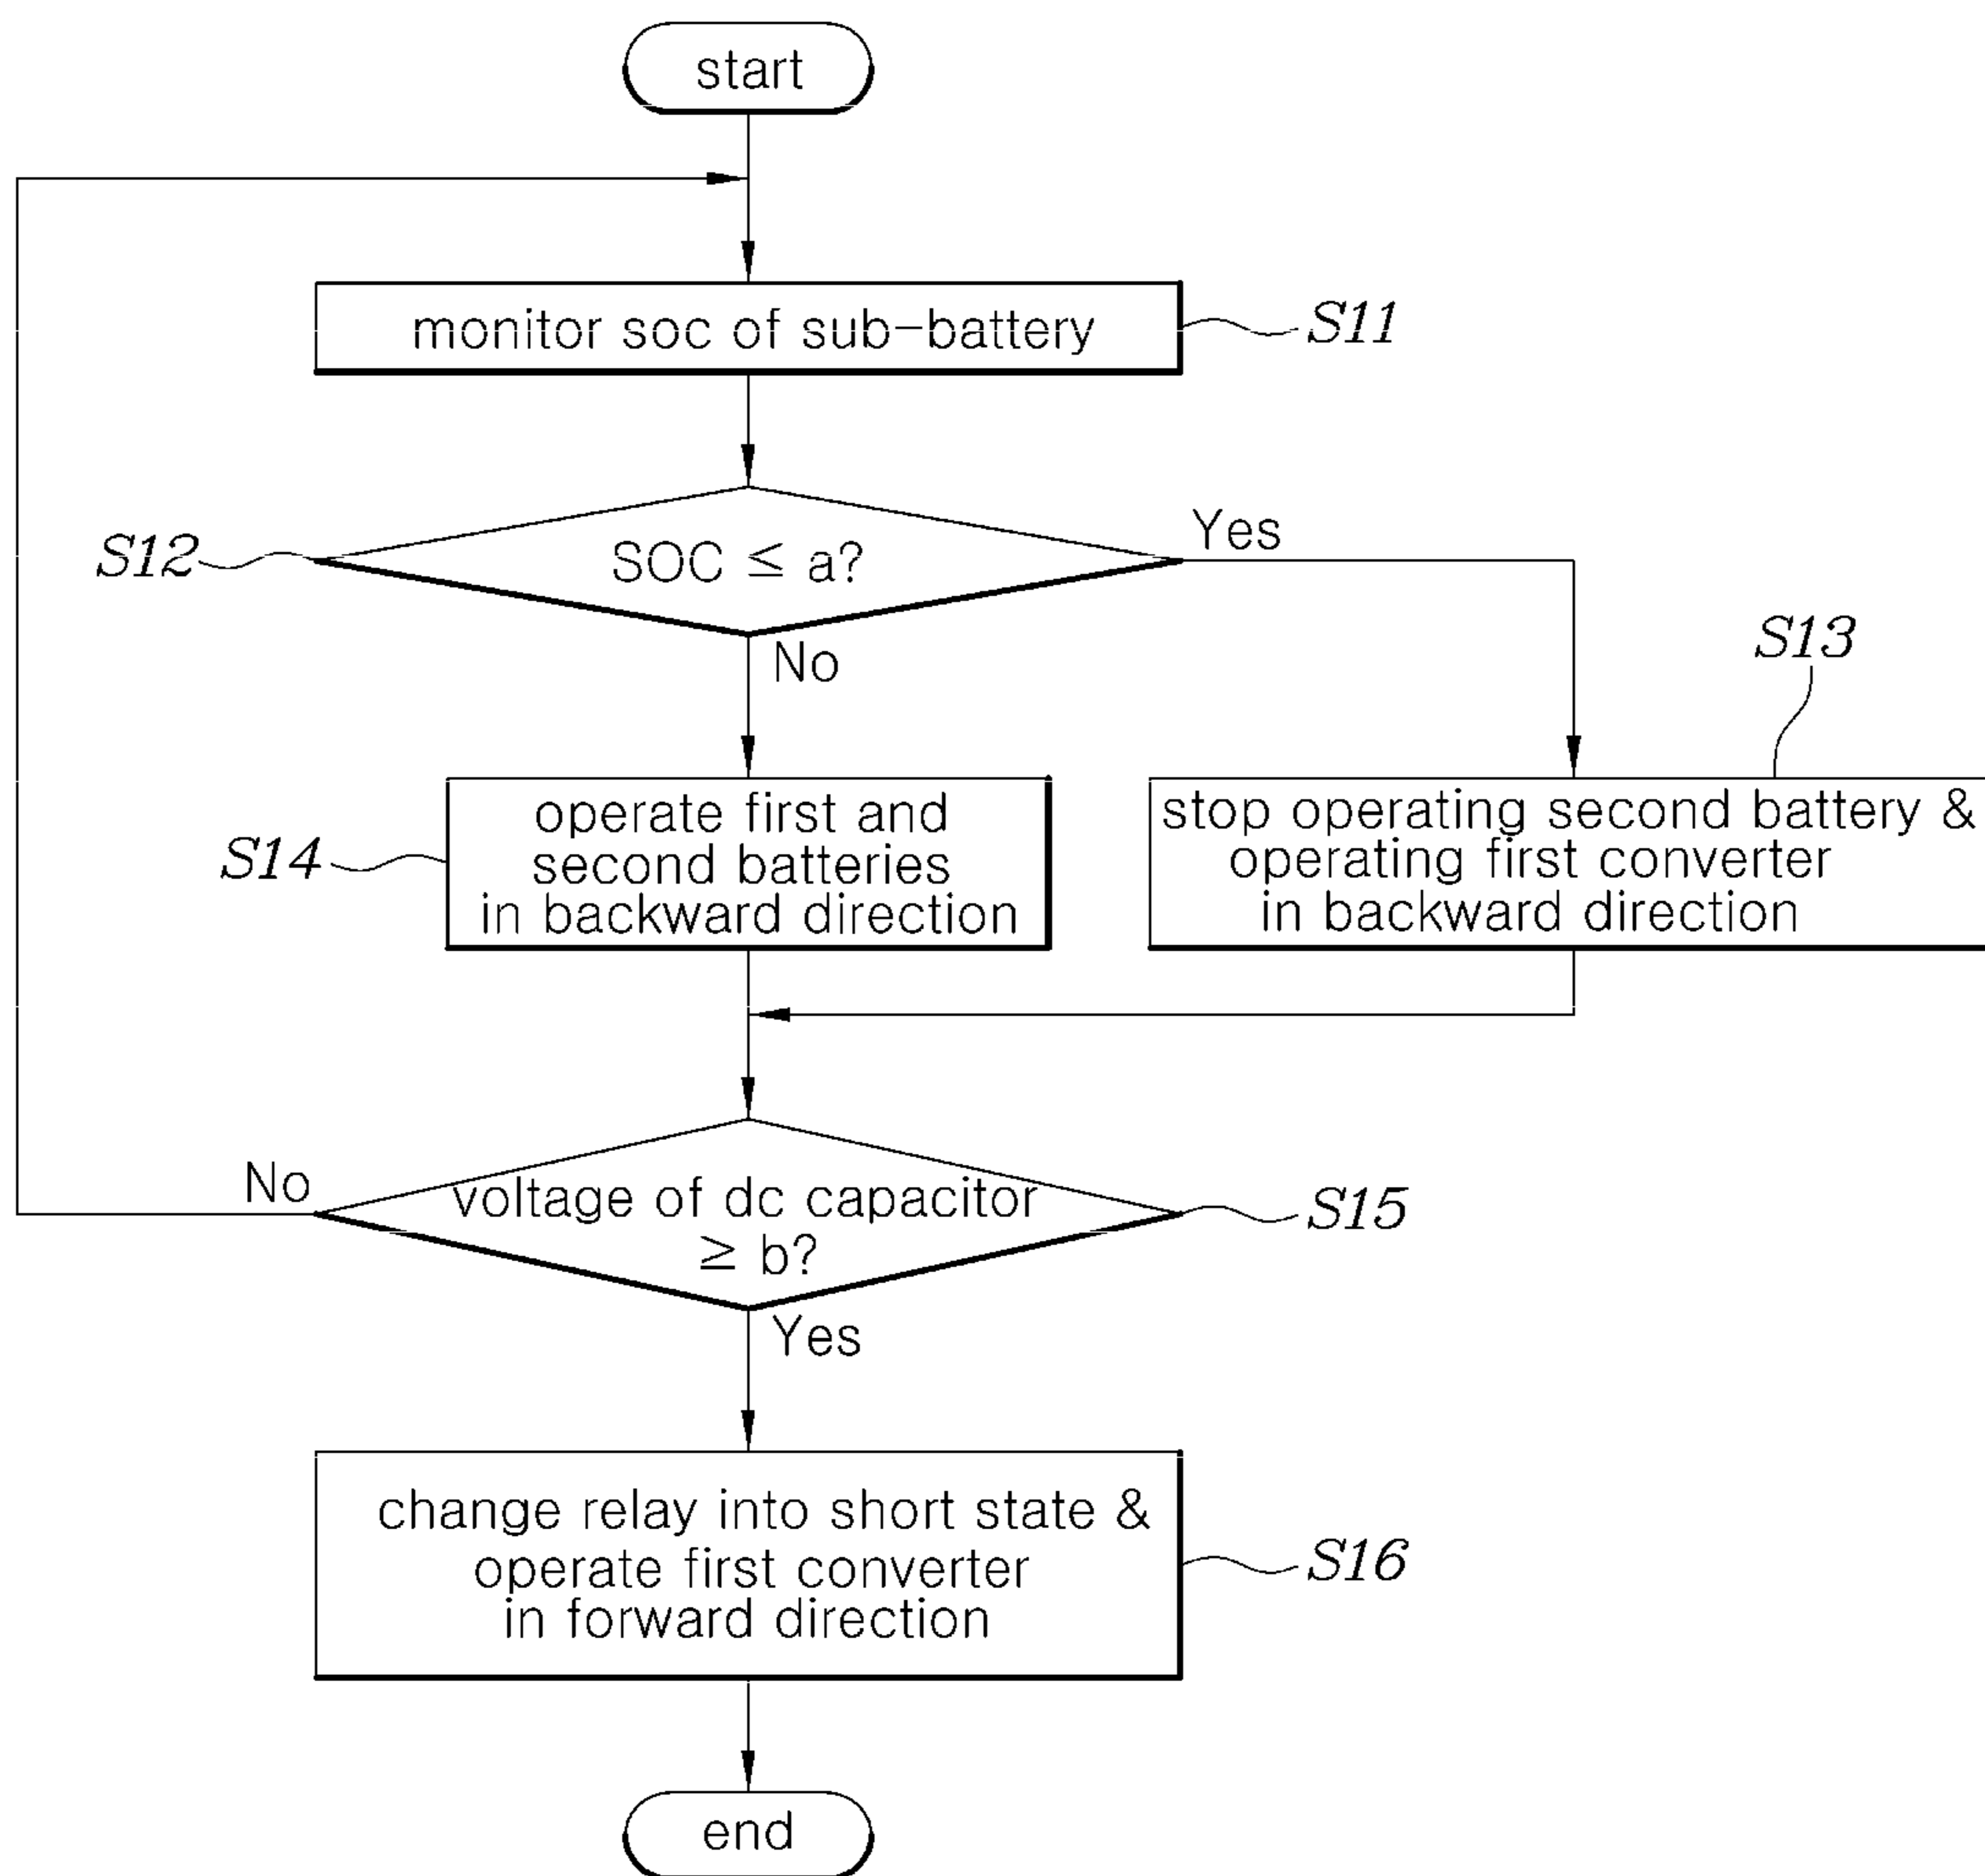 start
monitor soc of sub-battery
S11
S12
SOC ≤ a?
Yes
No
S13
S14
operate first and
second batteries
in backward direction
stop operating second battery &
operating first converter
in backward direction
No
voltage of dc capacitor
≥ b?
S15
Yes
change relay into short state &
operate first converter
in forward direction
S16
end